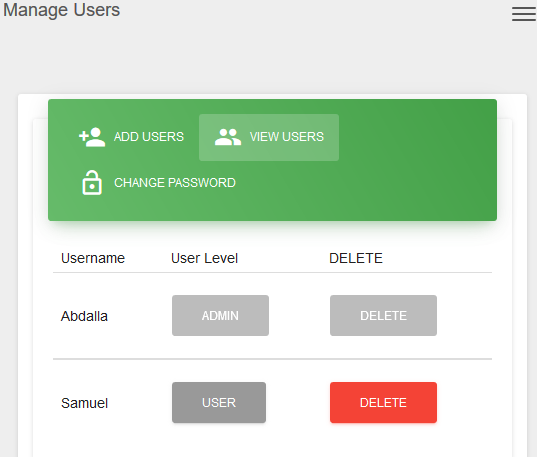 Manage Users
ADD USERS VIEW USERS
CHANGE PASSWORD
Username User Level DELETE
Abdalla ADMIN DELETE
Samuel USER DELETE